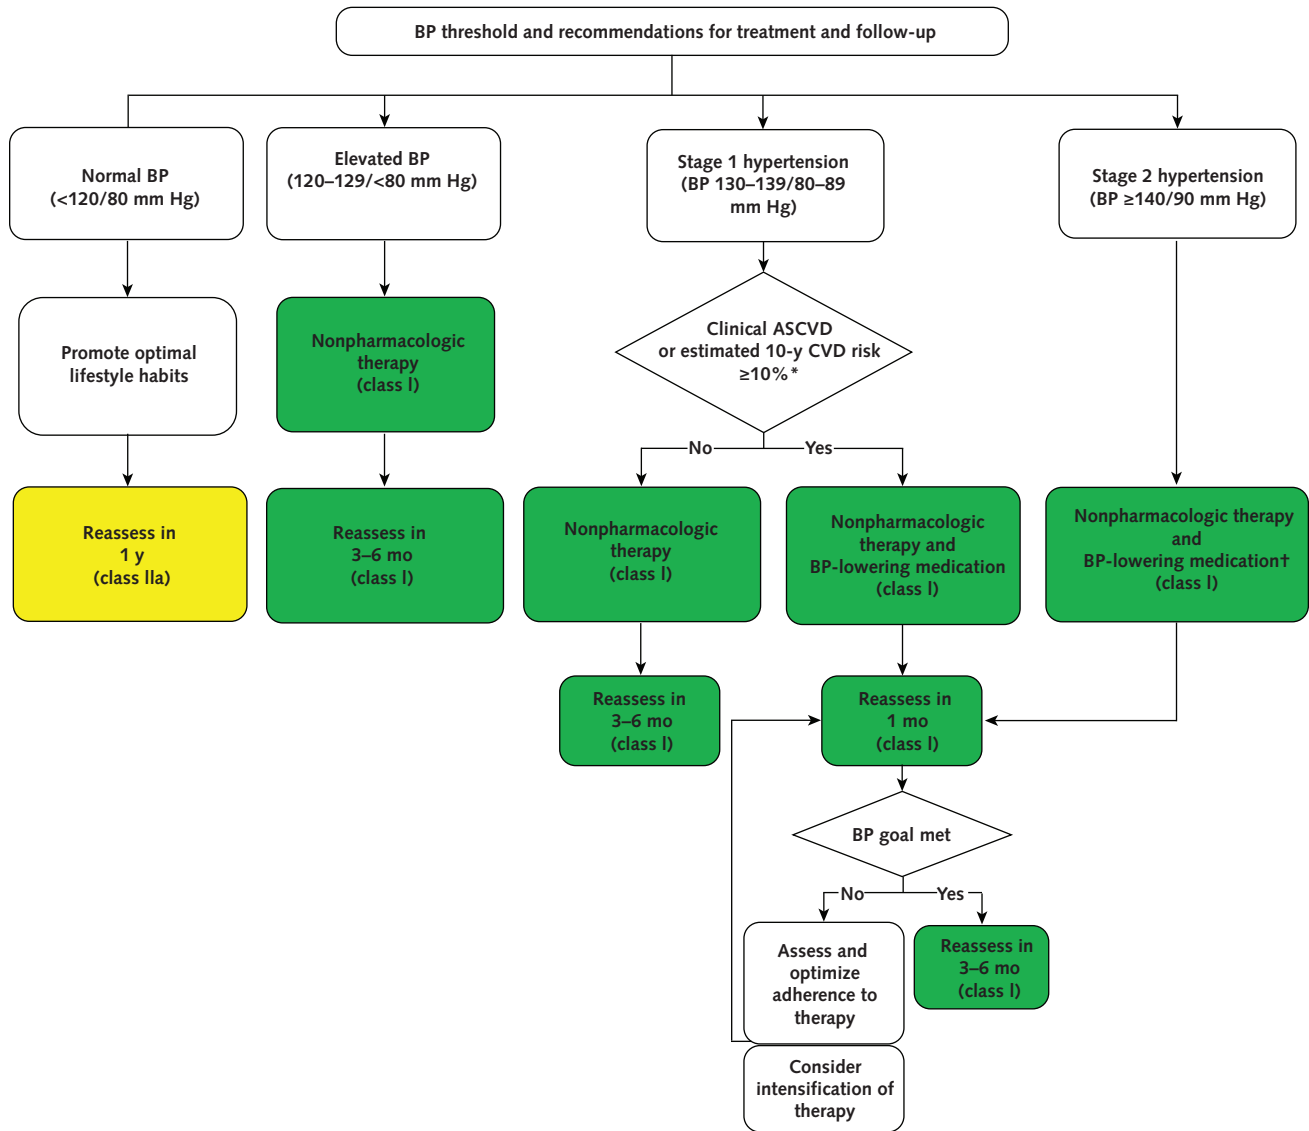 BP threshold and recommendations for treatment and follow-up
Normal BP
(<120/80 mm Hg)
Elevated BP
(120–129/<80 mm Hg)
Stage 1 hypertension
(BP 130–139/80–89
mm Hg)
Stage 2 hypertension
(BP ≥140/90 mm Hg)
Promote optimal
lifestyle habits
Nonpharmacologic
therapy
(class I)
Clinical ASCVD
or estimated 10-y CVD risk
≥10%*
No
Yes
Reassess in
1 y
(class IIa)
Reassess in
3–6 mo
(class I)
Nonpharmacologic
therapy
(class I)
Nonpharmacologic
therapy and
BP-lowering medication
(class I)
Nonpharmacologic therapy
and
BP-lowering medication†
(class I)
Reassess in
3–6 mo
(class I)
Reassess in
1 mo
(class I)
BP goal met
No
Yes
Assess and
optimize
adherence to
therapy
Reassess in
3–6 mo
(class I)
Consider
intensification of
therapy